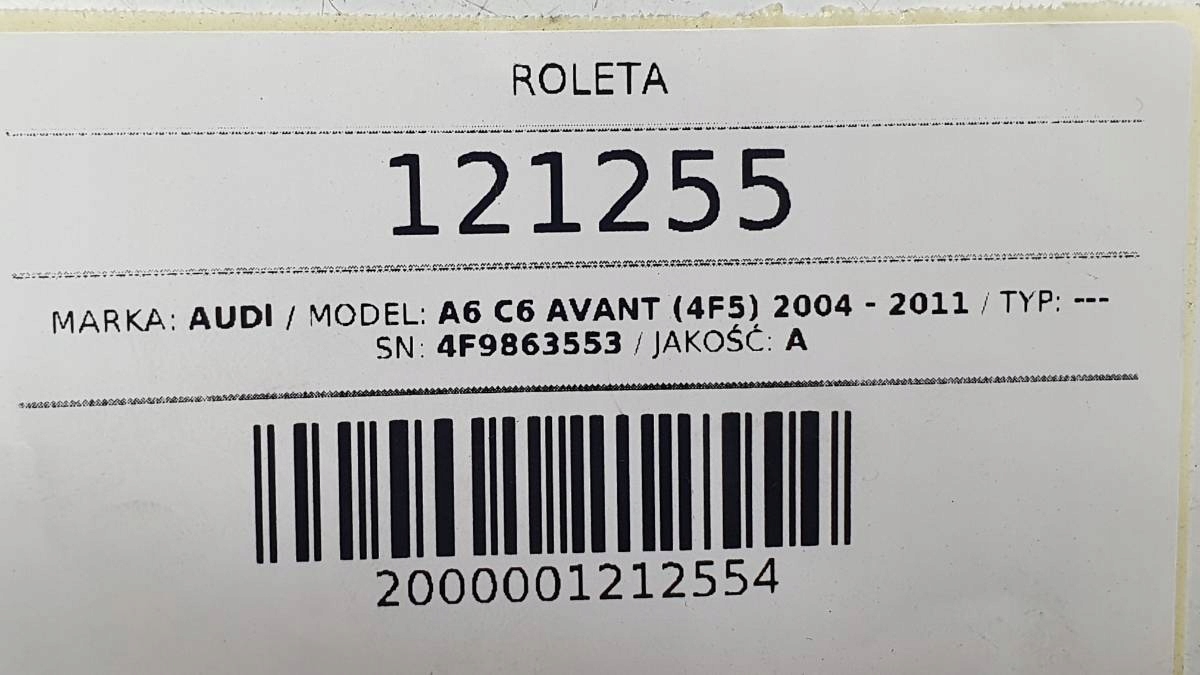 ROLETA
121255
MARKA: AUDI / MODEL: A6 C6 AVANT (4F5) 2004 - 2011 / TYP: ---
SN: 4F9863553 / JAKOŚĆ: A
2000001212554